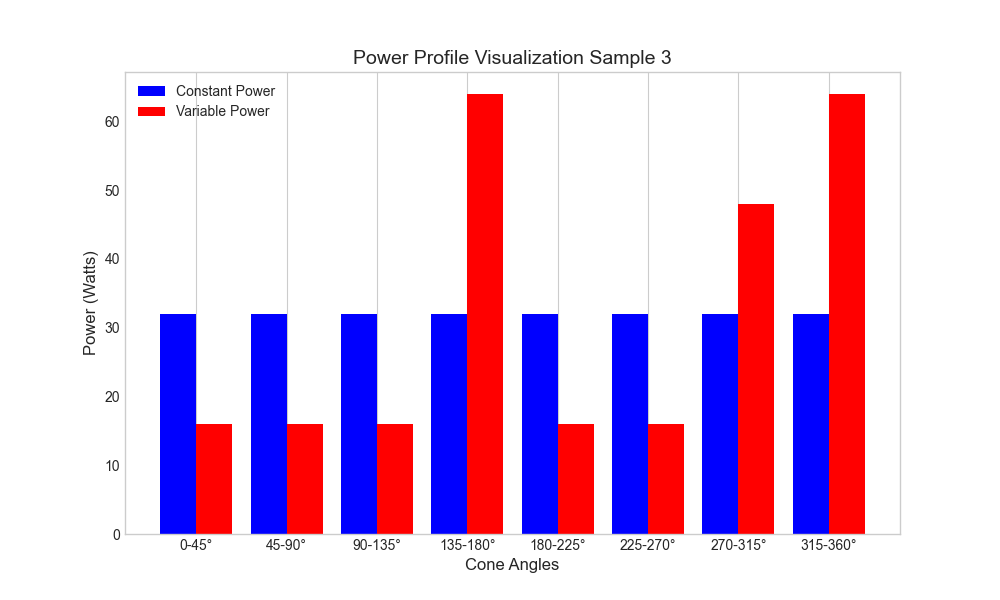 Power Profile Visualization Sample 3
Constant Power
Variable Power
Power (Watts)
60
50
40
30
20
10
0
0-45° 45-90° 90-135° 135-180° 180-225° 225-270° 270-315° 315-360°
Cone Angles